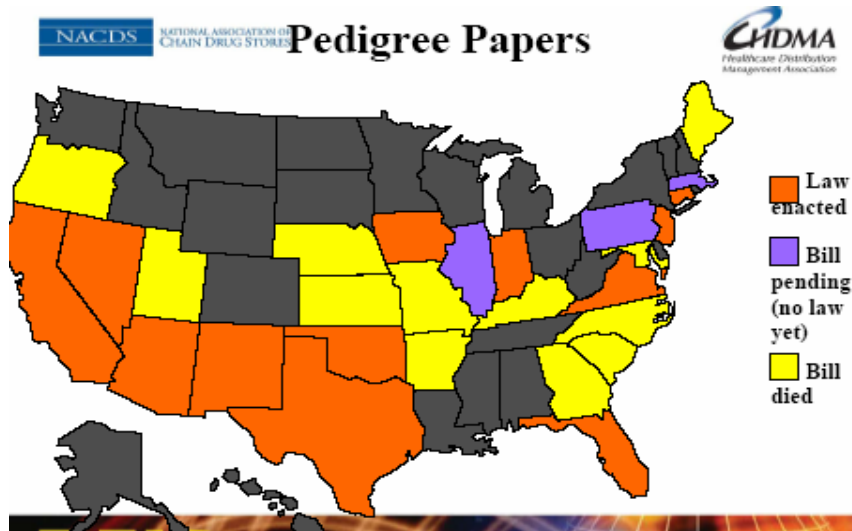 NACDS
NATIONAL ASSOCIATION OF
CHAIN DRUG STORES
Pedigree Papers
HDMA
Healthcare Distribution
Management Association
Law
enacted
Bill
pending
(no law
yet)
Bill
died